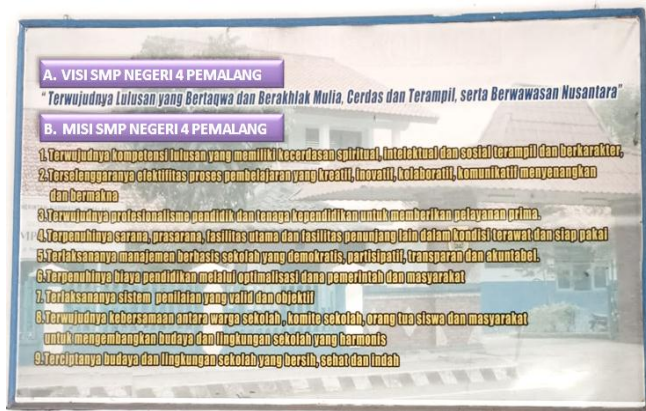 A. VISI SMP NEGERI 4 PEMALANG
"Terwujudnya Lulusan yang Bertaqwa dan Berakhlak Mulia, Cerdas dan Terampil, serta Berwawasan Nusantara"
B. MISI SMP NEGERI 4 PEMALANG
1. Terwujudnya kompetensi lulusan yang memiliki kecerdasan spiritual, intelektual dan sosial terampil dan berkarakter,
2. Terselenggaranya efektifitas proses pembelajaran yang kreatif, inovatif, kolaboratif, komunikatif menyenangkan
dan bermakna
3. Terwujudnya profesionalisme pendidik dan tenaga kependidikan untuk memberikan pelayanan prima.
4. Terpenuhinya sarana, prasarana, fasilitas utama dan fasilitas penunjang lain dalam kondisi terawat dan siap pakai
5. Terlaksananya manajemen berbasis sekolah yang demokratis, partisipatif, transparan dan akuntabel.
6. Terpenuhinya biaya pendidikan melalui optimalisasi dana pemerintah dan masyarakat
7. Terlaksananya sistem penilaian yang valid dan objektif
8. Terwujudnya kebersamaan antara warga sekolah, komite sekolah, orang tua siswa dan masyarakat
untuk mengembangkan budaya dan lingkungan sekolah yang harmonis
9. Terciptanya budaya dan lingkungan sekolah yang bersih, sehat dan indah